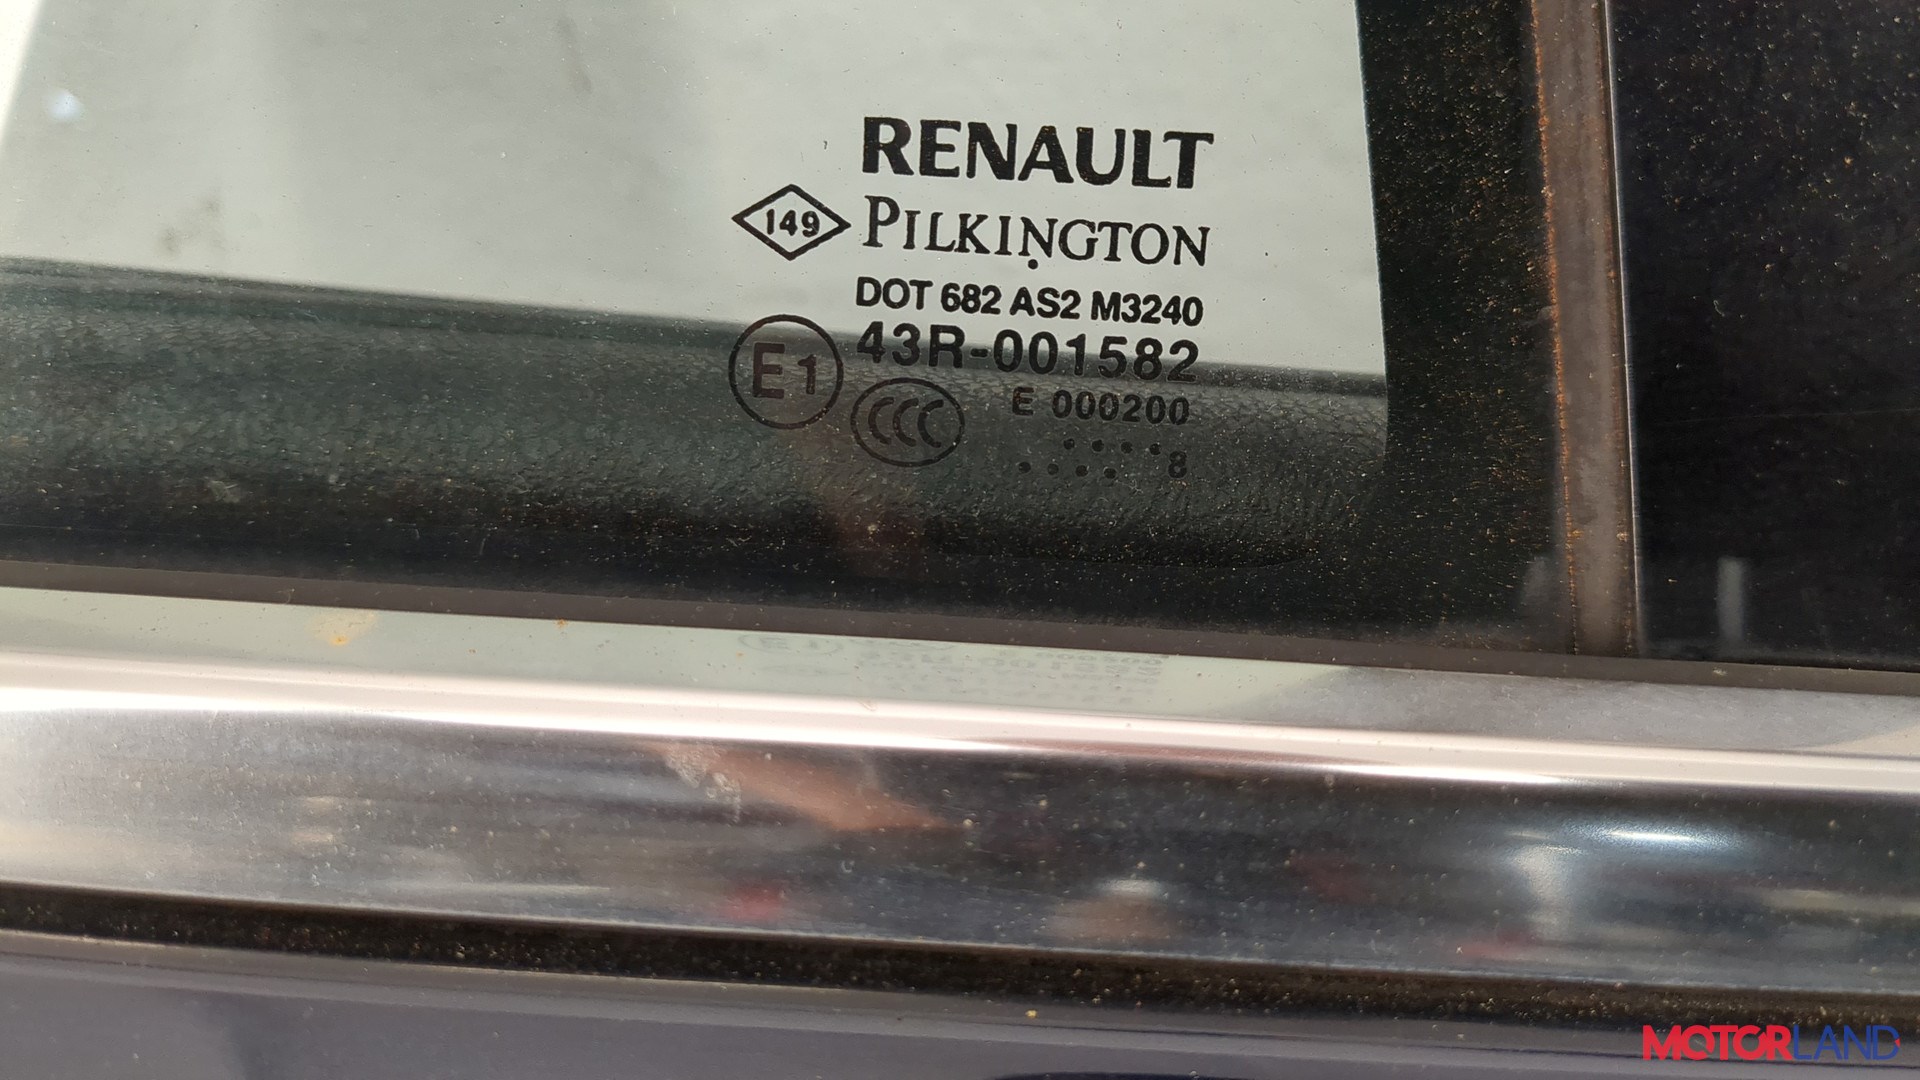 RENAULT
149 PILKINGTON
DOT 682 AS2 M3240
E1 43R-001582
CCC E 000200
.... 8
....
MOTORLAND